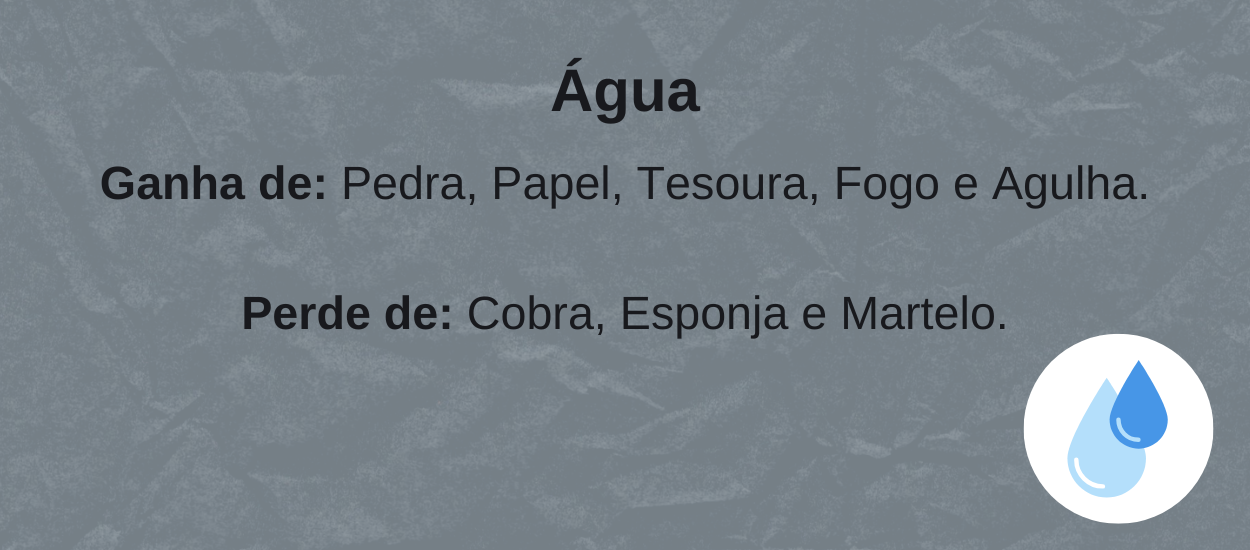 Água
Ganha de: Pedra, Papel, Tesoura, Fogo e Agulha.
Perde de: Cobra, Esponja e Martelo.